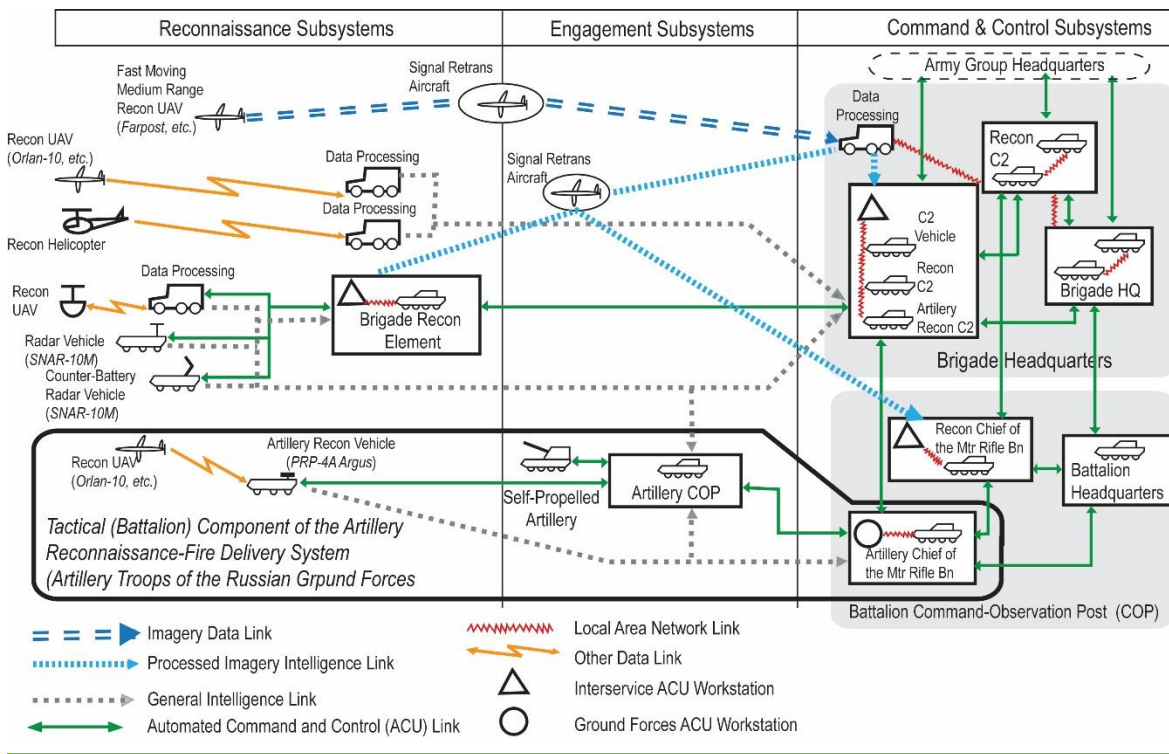 Reconnaissance Subsystems
Engagement Subsystems
Command & Control Subsystems
Fast Moving
Medium Range
Recon UAV
(Farpost, etc.)
Signal Retrans
Aircraft
Army Group Headquarters
Data
Processing
Recon
C2
Recon UAV
(Orlan-10, etc.)
Data Processing
Signal Retrans
Aircraft
Data Processing
Recon Helicopter
C2
Vehicle
Recon
C2
Artilery
Recon C2
Brigade HQ
Brigade Headquarters
Data Processing
Recon
UAV
Brigade Recon
Element
Radar Vehicle
(SNAR-10M)
Counter-Battery
Radar Vehicle
(SNAR-10M)
Recon UAV
(Orlan-10, etc.)
Artillery Recon Vehicle
(PRP-4A Argus)
Self-Propelled
Artillery
Artillery COP
Recon Chief of
the Mtr Rifle Bn
Battalion
Headquarters
Tactical (Battalion) Component of the Artillery
Reconnaissance-Fire Delivery System
(Artillery Troops of the Russian Grpund Forces
Artillery Chief of
the Mtr Rifle Bn
Battalion Command-Observation Post (COP)
Imagery Data Link
Processed Imagery Intelligence Link
General Intelligence Link
Automated Command and Control (ACU) Link
Local Area Network Link
Other Data Link
Interservice ACU Workstation
Ground Forces ACU Workstation